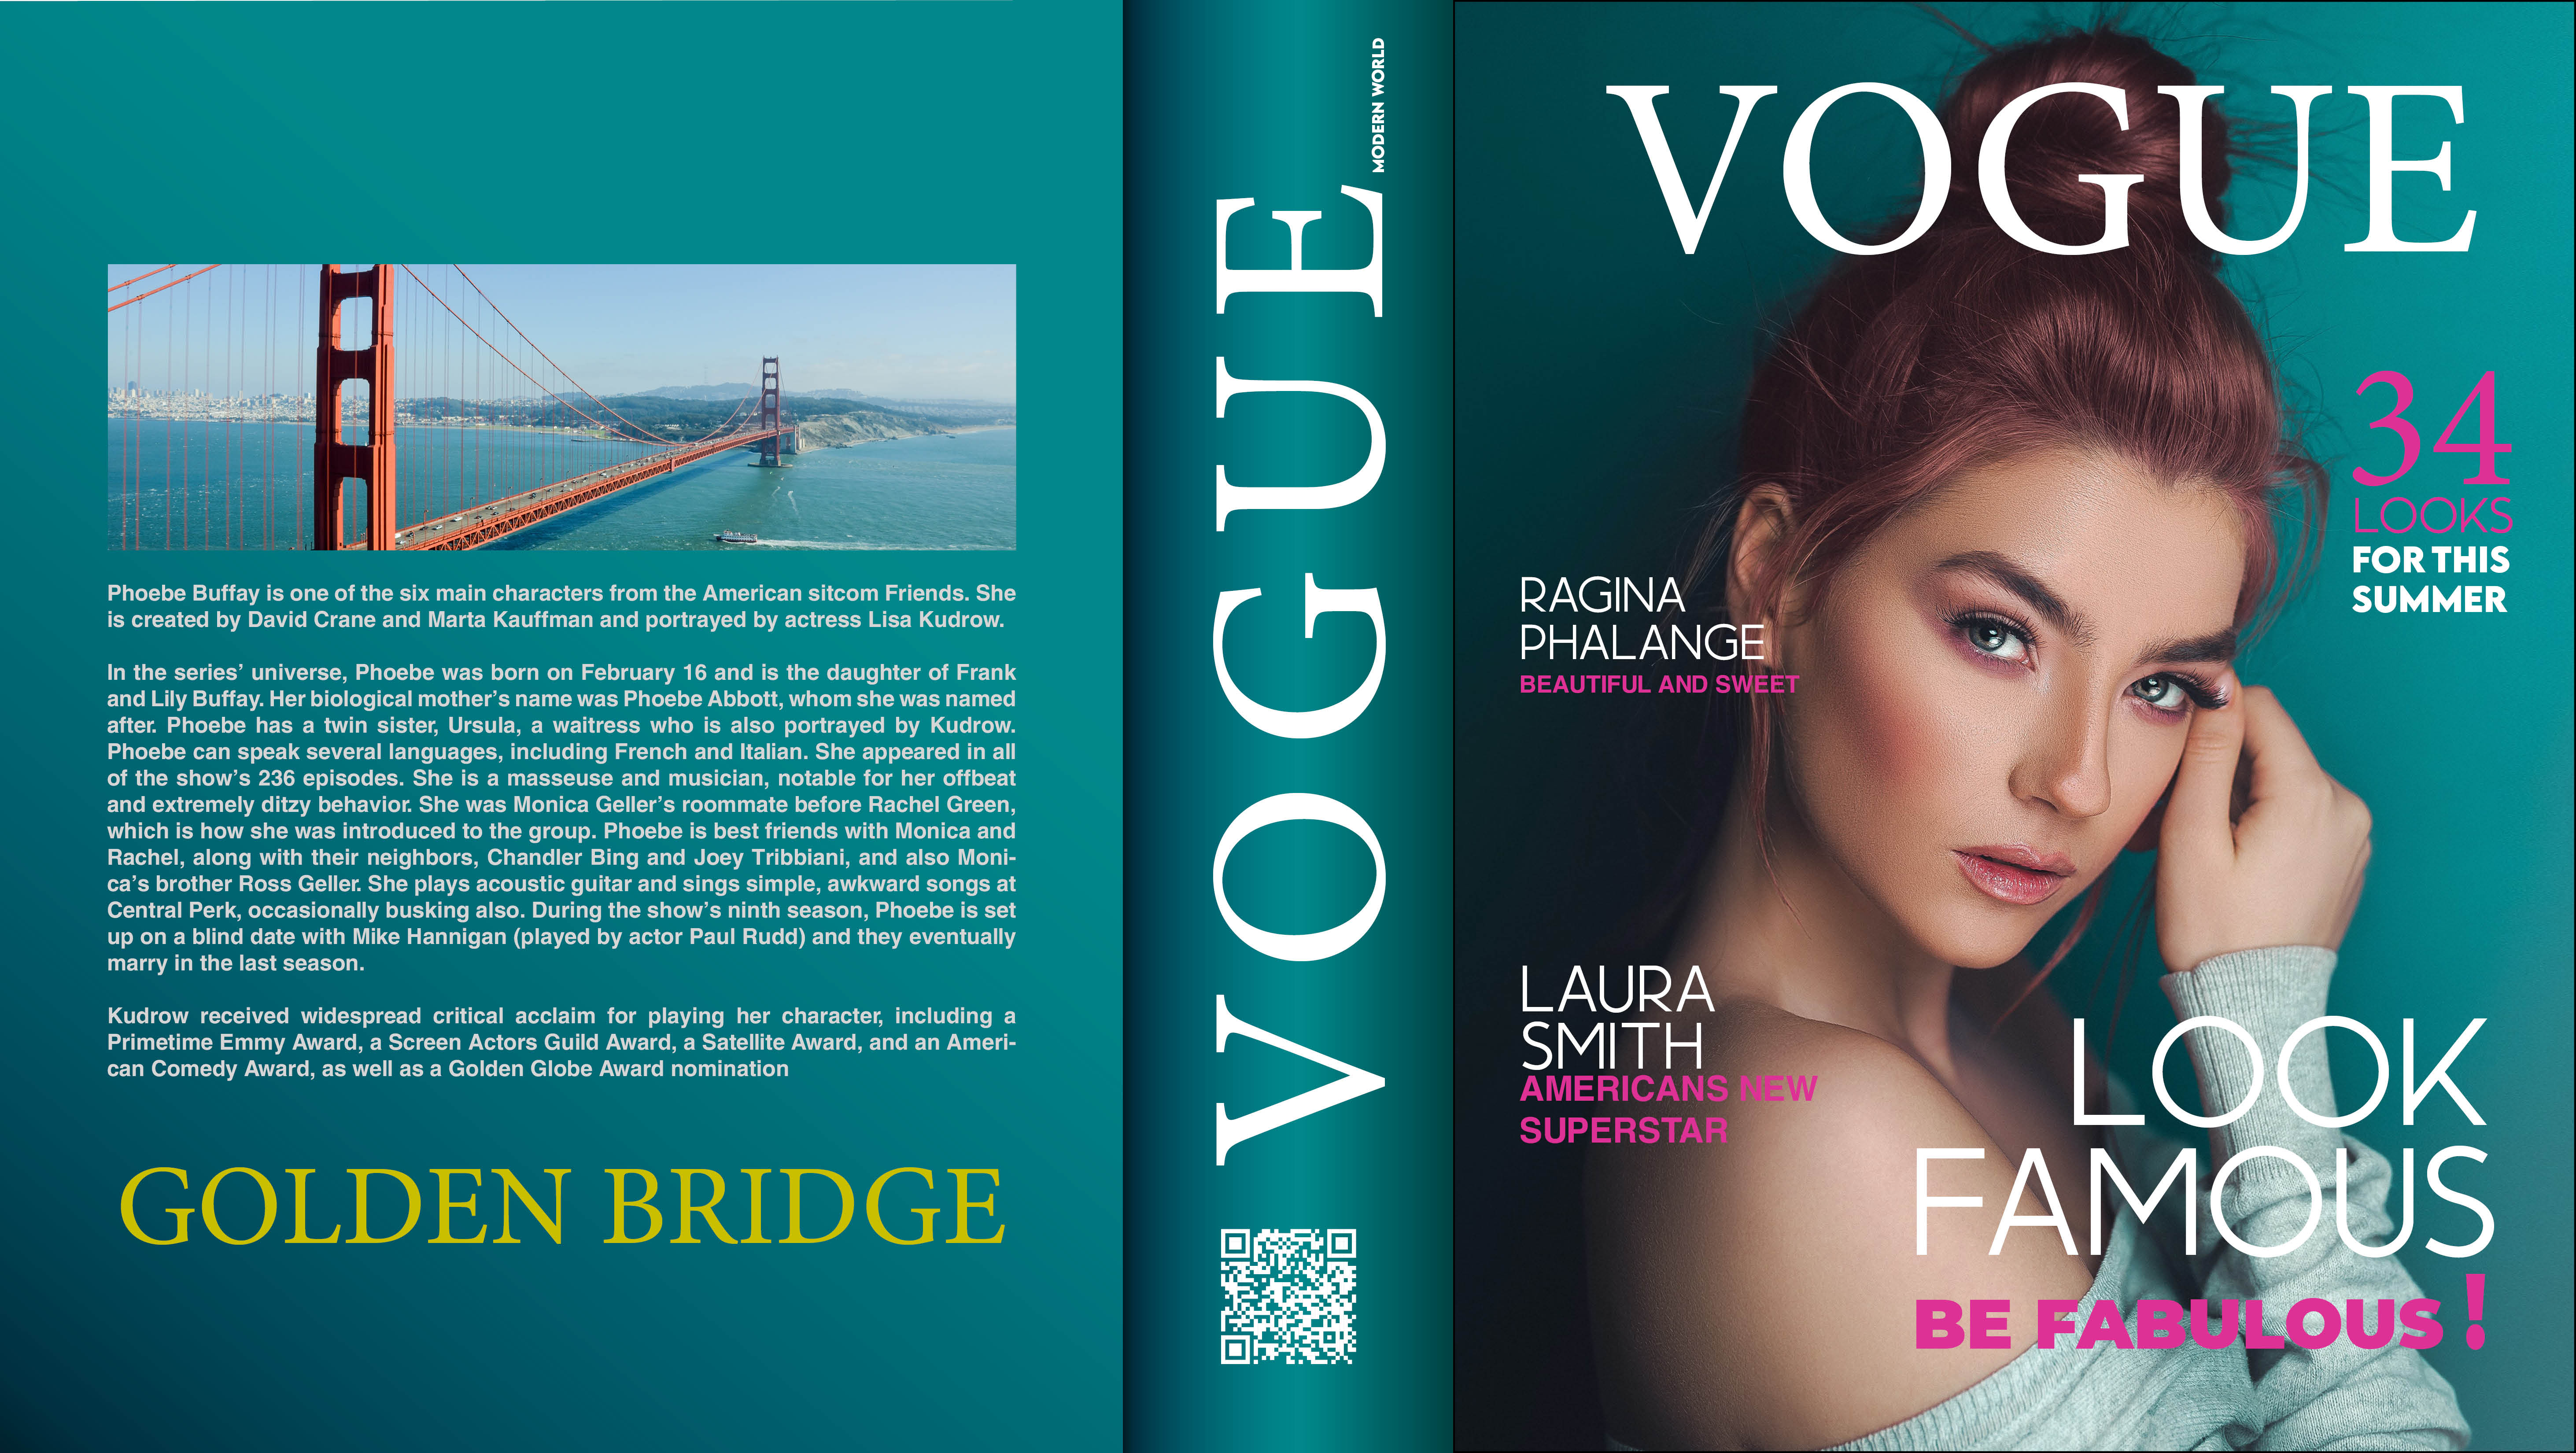 Phoebe Buffay is one of the six main characters from the American sitcom Friends. She
is created by David Crane and Marta Kauffman and portrayed by actress Lisa Kudrow.
In the series’ universe, Phoebe was born on February 16 and is the daughter of Frank
and Lily Buffay. Her biological mother’s name was Phoebe Abbott, whom she was named
after. Phoebe has a twin sister, Ursula, a waitress who is also portrayed by Kudrow.
Phoebe can speak several languages, including French and Italian. She appeared in all
of the show’s 236 episodes. She is a masseuse and musician, notable for her offbeat
and extremely ditzy behavior. She was Monica Geller’s roommate before Rachel Green,
which is how she was introduced to the group. Phoebe is best friends with Monica and
Rachel, along with their neighbors, Chandler Bing and Joey Tribbiani, and also Moni-
ca’s brother Ross Geller. She plays acoustic guitar and sings simple, awkward songs at
Central Perk, occasionally busking also. During the show’s ninth season, Phoebe is set
up on a blind date with Mike Hannigan (played by actor Paul Rudd) and they eventually
marry in the last season.
Kudrow received widespread critical acclaim for playing her character, including a
Primetime Emmy Award, a Screen Actors Guild Award, a Satellite Award, and an Ameri-
can Comedy Award, as well as a Golden Globe Award nomination
GOLDEN BRIDGE
VOGUE
MODERN WORLD
VOGUE
34
LOOKS
FOR THIS
SUMMER
RAGINA
PHALANGE
BEAUTIFUL AND SWEET
LAURA
SMITH
AMERICANS NEW
SUPERSTAR
LOOK
FAMOUS
BE FABULOUS !